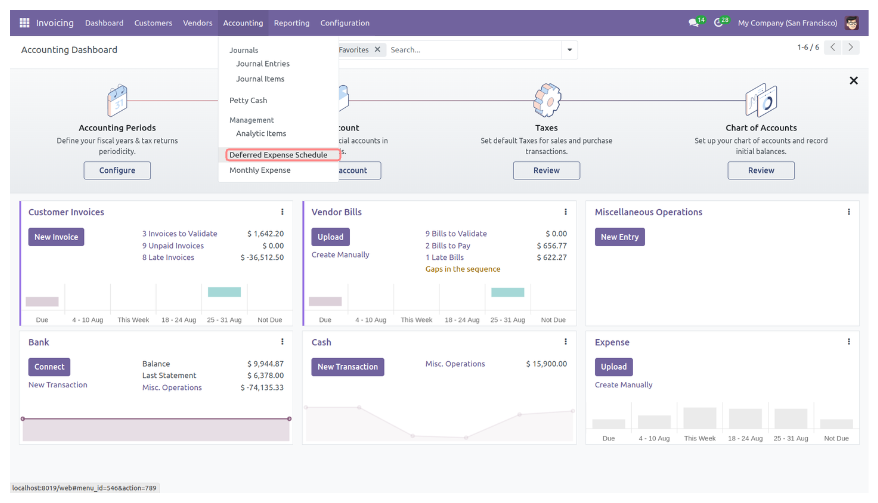 Invoicing Dashboard Customers Vendors Accounting Reporting Configuration 14 28 My Company (San Francisco)
Accounting Dashboard
Favorites Search...
1-6 / 6
Journals
Journal Entries
Journal Items
Petty Cash
Management
Analytic Items
Deferred Expense Schedule
Monthly Expense
31
Accounting Periods
Define your fiscal years & tax returns
periodicity.
Configure
count
cial accounts in
s.
account
Taxes
Set default Taxes for sales and purchase
transactions.
Review
Chart of Accounts
Set up your chart of accounts and record
initial balances.
Review
Customer Invoices
New Invoice
3 Invoices to Validate $ 1,642.20
9 Unpaid Invoices $ 0.00
8 Late Invoices $ -36,512.50
Due 4 - 10 Aug This Week 18 - 24 Aug 25 - 31 Aug Not Due
Vendor Bills
Upload
Create Manually
9 Bills to Validate $ 0.00
2 Bills to Pay $ 656.77
1 Late Bills $ 622.27
Gaps in the sequence
Due 4 - 10 Aug This Week 18 - 24 Aug 25 - 31 Aug Not Due
Miscellaneous Operations
New Entry
Bank
Connect
New Transaction
Balance $ 9,944.87
Last Statement $ 6,378.00
Misc. Operations $ -74,135.33
Cash
New Transaction
Misc. Operations $ 15,900.00
Expense
Upload
Create Manually
Due 4 - 10 Aug This Week 18 - 24 Aug 25 - 31 Aug Not Due
localhost:8019/web#menu_id=546&action=789